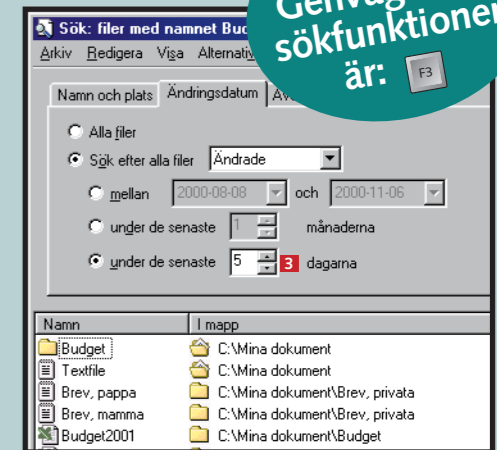 Sök: filer med namnet
Arkiv Redigera Visa
sökfunktionen
är: F3
Namn och plats Ändringsdatum
Alla filer
Sök efter alla filer Ändrade
mellan 2000-08-08 och 2000-11-06
under de senaste 1 månaderna
under de senaste 5 3 dagarna
Namn I mapp
Budget C:\Mina dokument
Textfile C:\Mina dokument
Brev, pappa C:\Mina dokument\Brev, privata
Brev, mamma C:\Mina dokument\Brev, privata
Budget2001 C:\Mina dokument\Budget